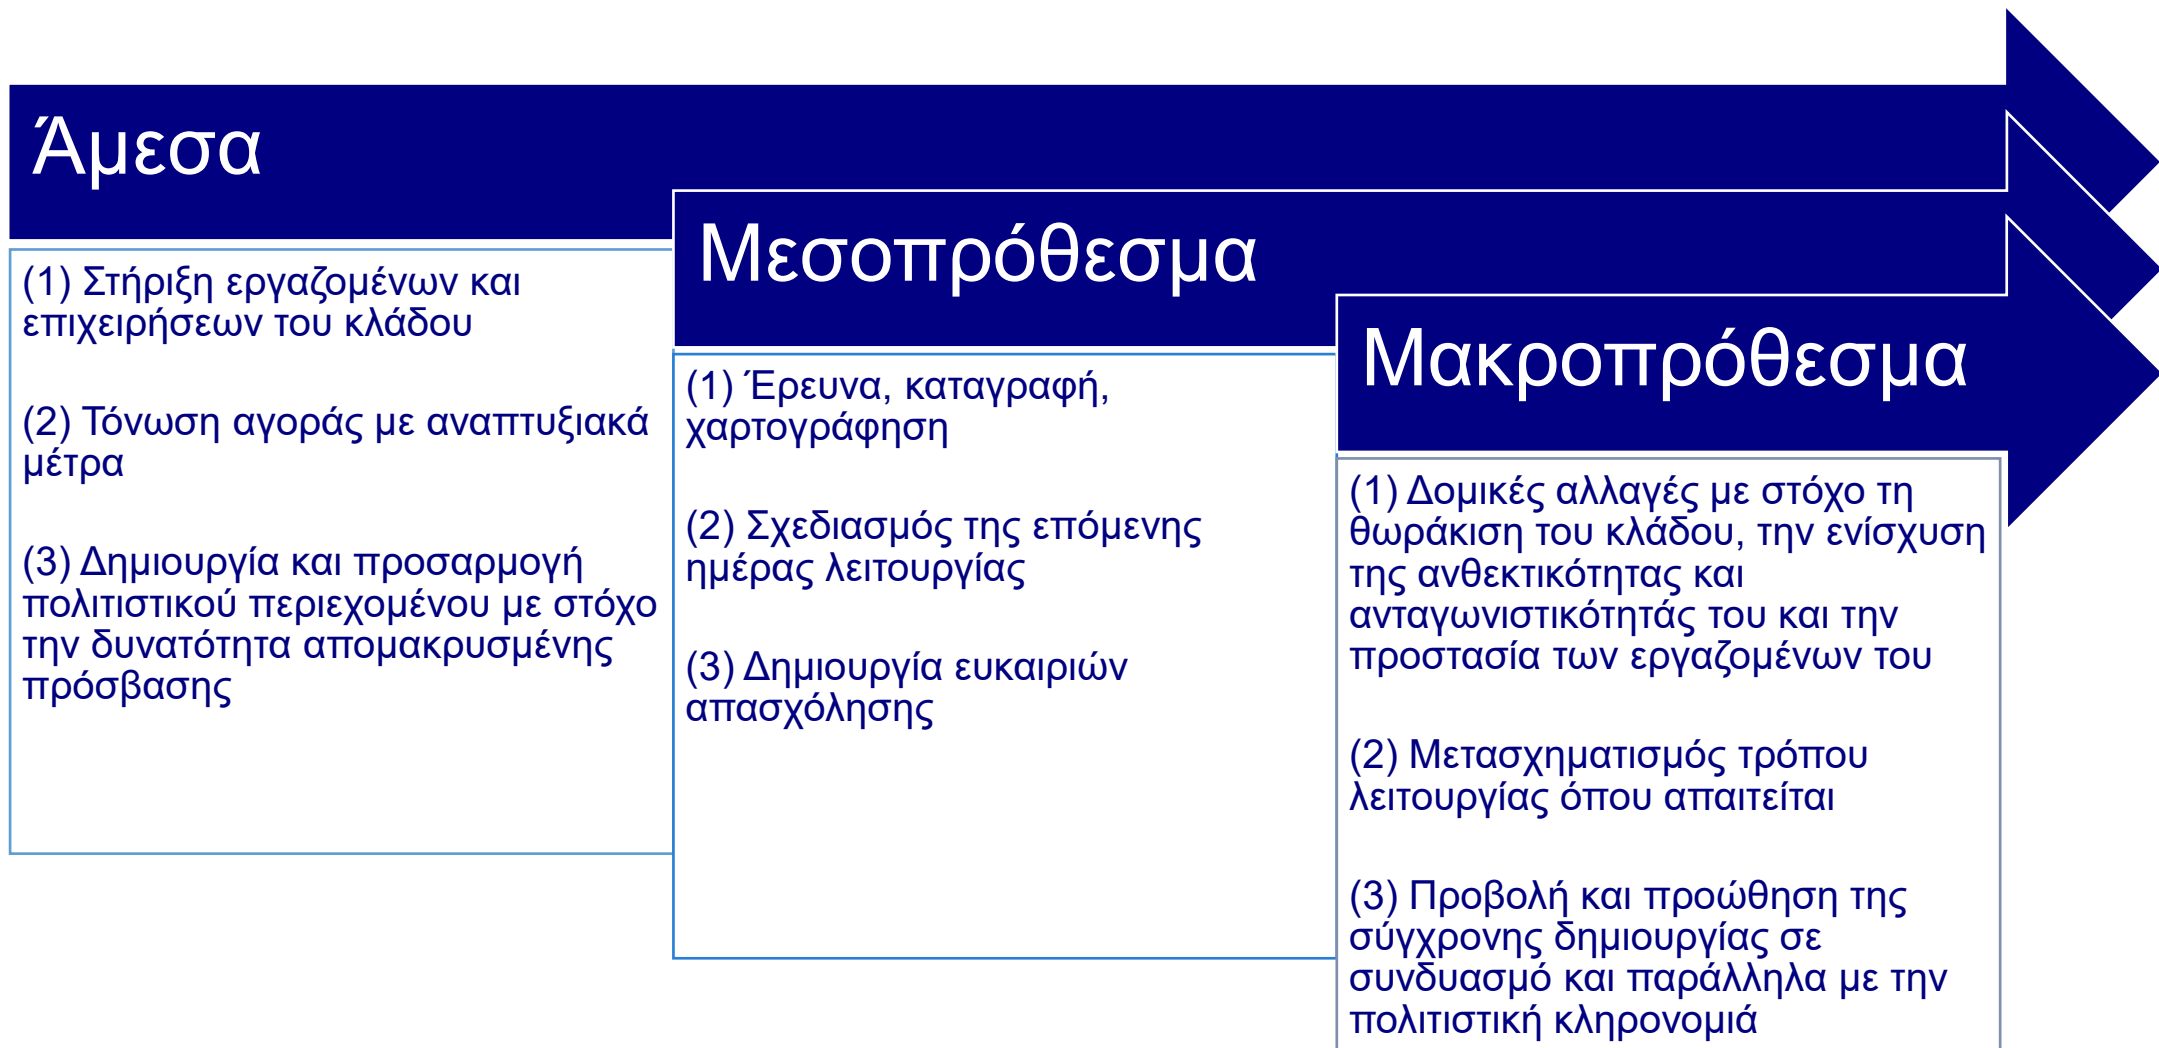 Άμεσα
(1) Στήριξη εργαζομένων και
επιχειρήσεων του κλάδου
(2) Τόνωση αγοράς με αναπτυξιακά
μέτρα
(3) Δημιουργία και προσαρμογή
πολιτιστικού περιεχομένου με στόχο
την δυνατότητα απομακρυσμένης
πρόσβασης
Μεσοπρόθεσμα
(1) Έρευνα, καταγραφή,
χαρτογράφηση
(2) Σχεδιασμός της επόμενης
ημέρας λειτουργίας
(3) Δημιουργία ευκαιριών
απασχόλησης
Μακροπρόθεσμα
(1) Δομικές αλλαγές με στόχο τη
θωράκιση του κλάδου, την ενίσχυση
της ανθεκτικότητας και
ανταγωνιστικότητάς του και την
προστασία των εργαζομένων του
(2) Μετασχηματισμός τρόπου
λειτουργίας όπου απαιτείται
(3) Προβολή και προώθηση της
σύγχρονης δημιουργίας σε
συνδυασμό και παράλληλα με την
πολιτιστική κληρονομιά